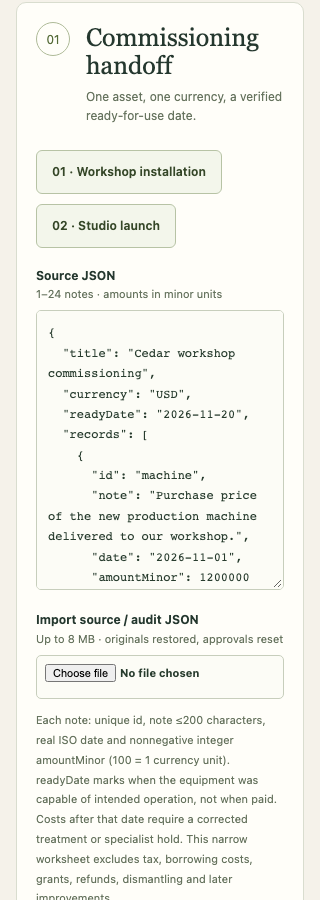 01
Commissioning
handoff
One asset, one currency, a verified
ready-for-use date.
01 · Workshop installation
02 · Studio launch
Source JSON
1–24 notes · amounts in minor units
{
"title": "Cedar workshop
commissioning",
"currency": "USD",
"readyDate": "2026-11-20",
"records": [
{
"id": "machine",
"note": "Purchase price
of the new production machine
delivered to our workshop.",
"date": "2026-11-01",
"amountMinor": 1200000
Import source / audit JSON
Up to 8 MB · originals restored, approvals reset
Choose file No file chosen
Each note: unique id, note ≤200 characters,
real ISO date and nonnegative integer
amountMinor (100 = 1 currency unit).
readyDate marks when the equipment was
capable of intended operation, not when paid.
Costs after that date require a corrected
treatment or specialist hold. This narrow
worksheet excludes tax, borrowing costs,
grants, refunds, dismantling and later
improvements.